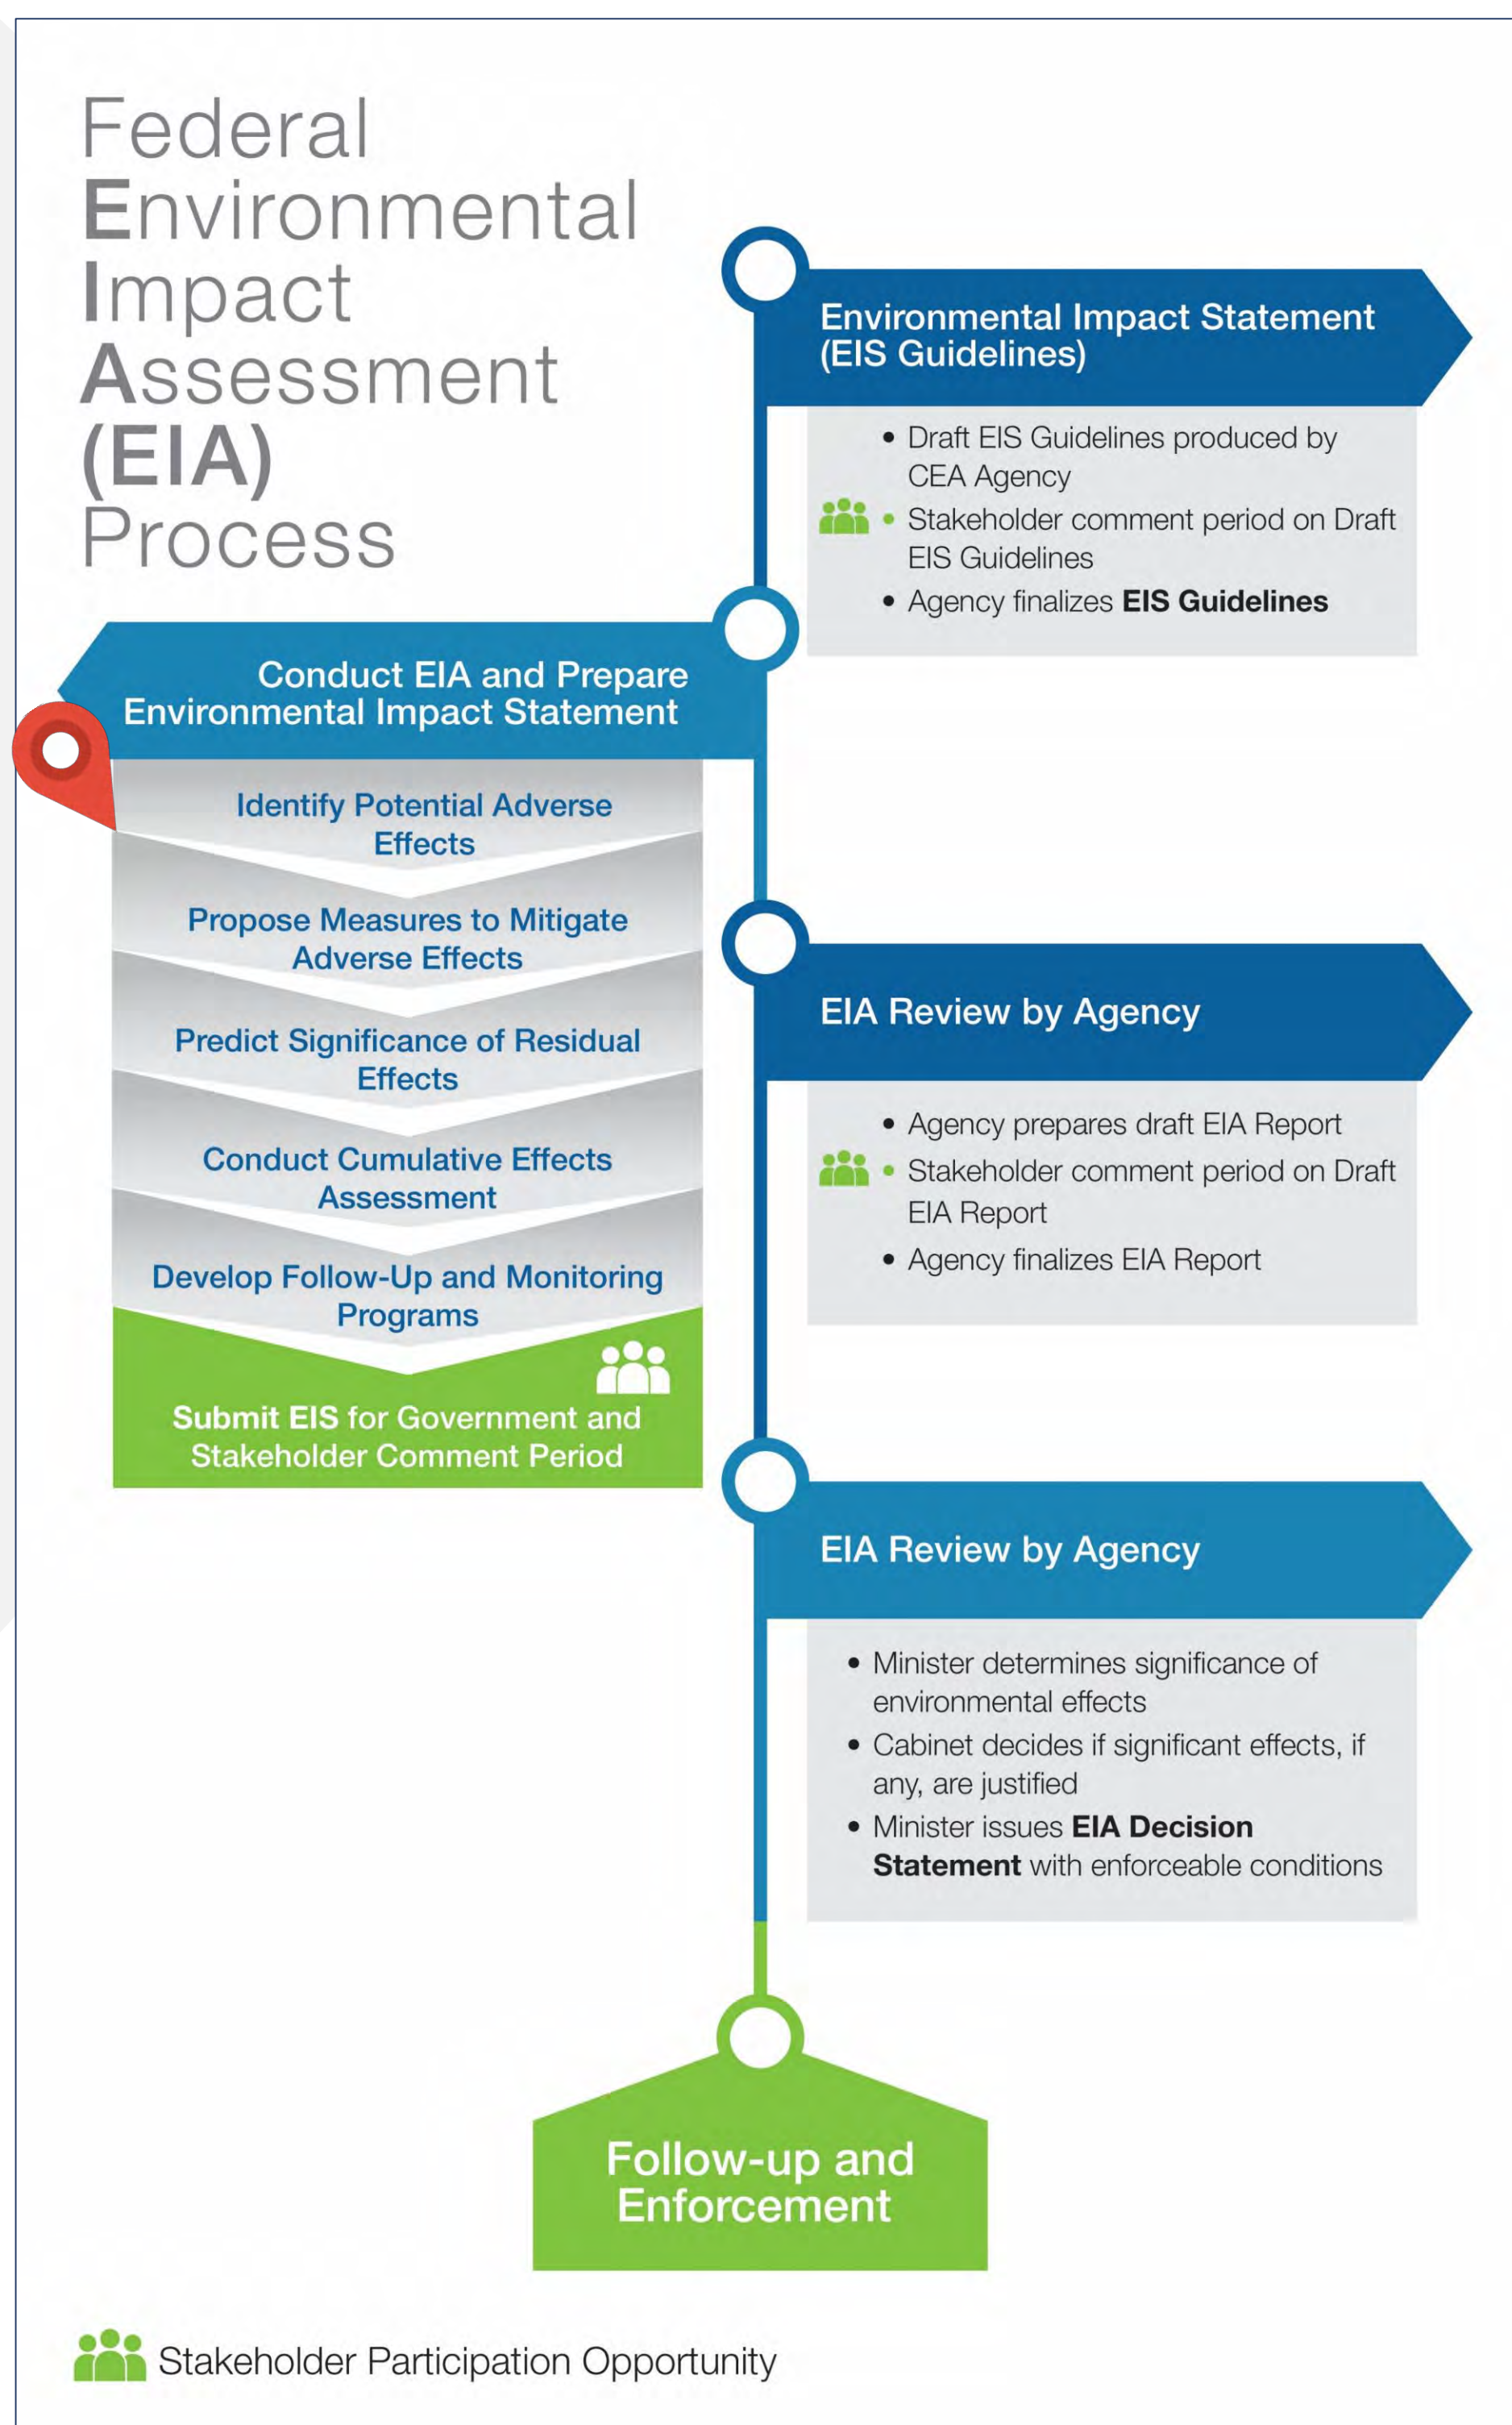 Federal
Environmental
Impact
Assessment
(EIA)
Process
Environmental Impact Statement
(EIS Guidelines)
• Draft EIS Guidelines produced by
CEA Agency
• Stakeholder comment period on Draft
EIS Guidelines
• Agency finalizes EIS Guidelines
Conduct EIA and Prepare
Environmental Impact Statement
Identify Potential Adverse
Effects
Propose Measures to Mitigate
Adverse Effects
Predict Significance of Residual
Effects
Conduct Cumulative Effects
Assessment
Develop Follow-Up and Monitoring
Programs
Submit EIS for Government and
Stakeholder Comment Period
EIA Review by Agency
• Agency prepares draft EIA Report
• Stakeholder comment period on Draft
EIA Report
• Agency finalizes EIA Report
EIA Review by Agency
• Minister determines significance of
environmental effects
• Cabinet decides if significant effects, if
any, are justified
• Minister issues EIA Decision
Statement with enforceable conditions
Follow-up and
Enforcement
Stakeholder Participation Opportunity